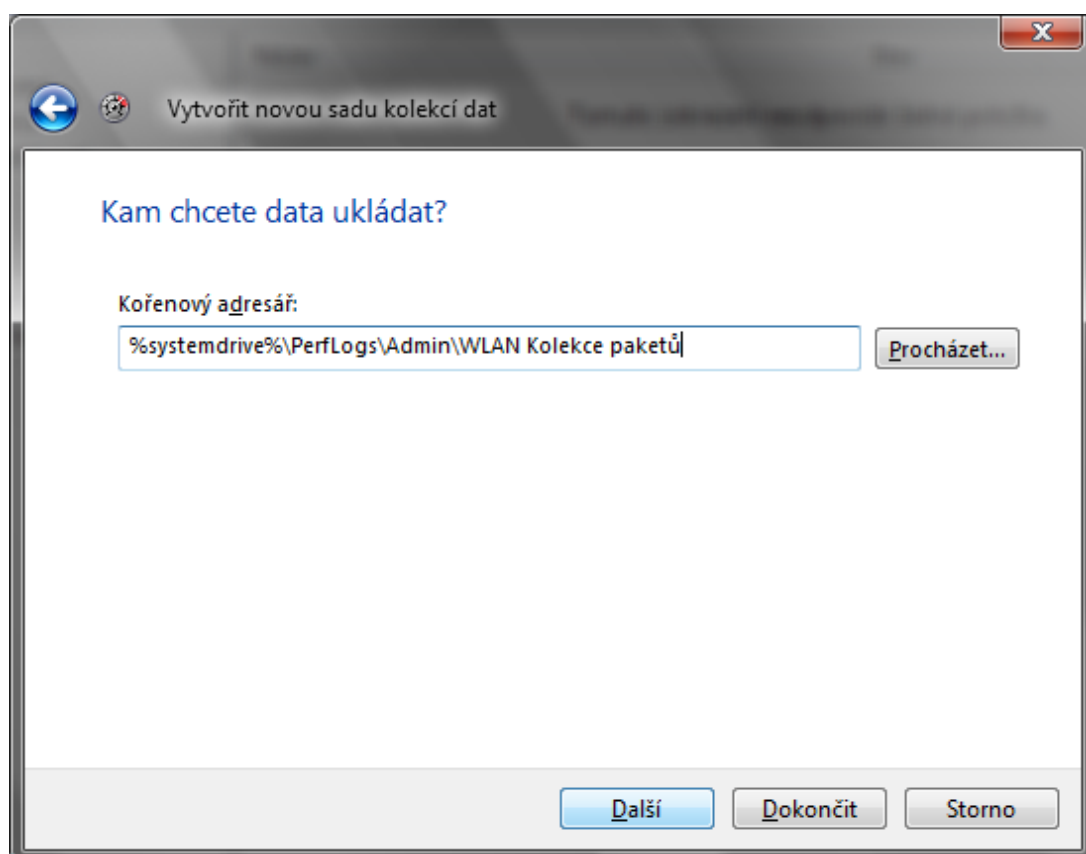 X
Vytvořit novou sadu kolekcí dat
Kam chcete data ukládat?
Kořenový adresář:
%systemdrive%\PerfLogs\Admin\WLAN Kolekce paketů
Procházet...
Další Dokončit Storno